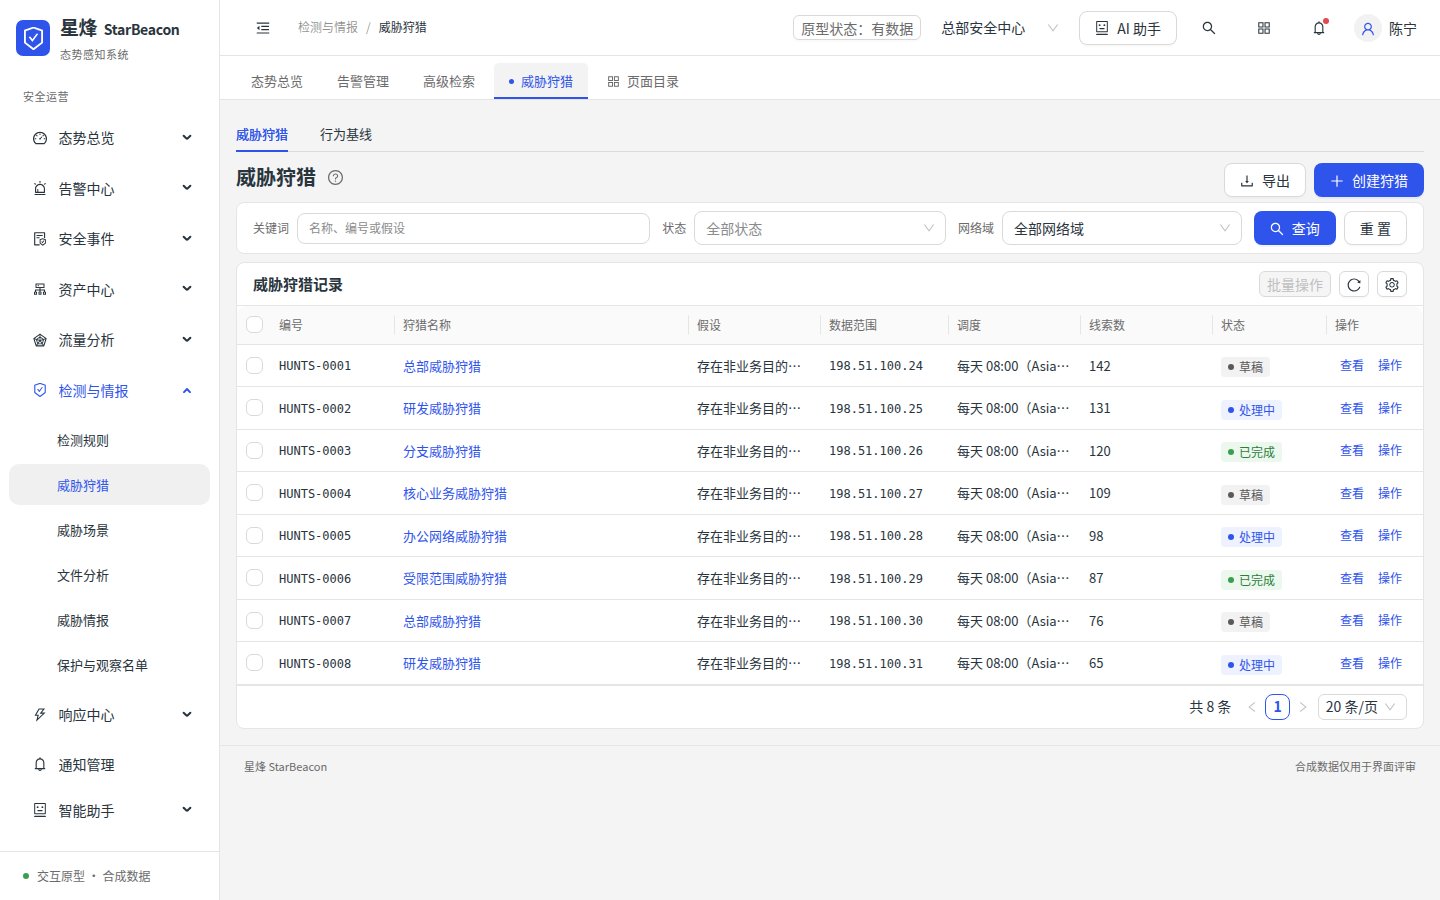 星烽 StarBeacon
态势感知系统
安全运营
态势总览
告警中心
安全事件
资产中心
流量分析
检测与情报
检测规则
威胁狩猎
威胁场景
文件分析
威胁情报
保护与观察名单
响应中心
通知管理
智能助手
交互原型 · 合成数据
检测与情报 / 威胁狩猎
原型状态：有数据
总部安全中心
AI 助手
陈宁
态势总览 告警管理 高级检索 威胁狩猎 页面目录
威胁狩猎 行为基线
威胁狩猎
导出 创建狩猎
关键词 名称、编号或假设 状态 全部状态 网络域 全部网络域 查询 重 置
威胁狩猎记录 批量操作
编号 狩猎名称 假设 数据范围 调度 线索数 状态 操作
HUNTS-0001 总部威胁狩猎 存在非业务目的… 198.51.100.24 每天 08:00（Asia… 142 草稿 查看 操作
HUNTS-0002 研发威胁狩猎 存在非业务目的… 198.51.100.25 每天 08:00（Asia… 131 处理中 查看 操作
HUNTS-0003 分支威胁狩猎 存在非业务目的… 198.51.100.26 每天 08:00（Asia… 120 已完成 查看 操作
HUNTS-0004 核心业务威胁狩猎 存在非业务目的… 198.51.100.27 每天 08:00（Asia… 109 草稿 查看 操作
HUNTS-0005 办公网络威胁狩猎 存在非业务目的… 198.51.100.28 每天 08:00（Asia… 98 处理中 查看 操作
HUNTS-0006 受限范围威胁狩猎 存在非业务目的… 198.51.100.29 每天 08:00（Asia… 87 已完成 查看 操作
HUNTS-0007 总部威胁狩猎 存在非业务目的… 198.51.100.30 每天 08:00（Asia… 76 草稿 查看 操作
HUNTS-0008 研发威胁狩猎 存在非业务目的… 198.51.100.31 每天 08:00（Asia… 65 处理中 查看 操作
共 8 条 1 20 条/页
星烽 StarBeacon 合成数据仅用于界面评审